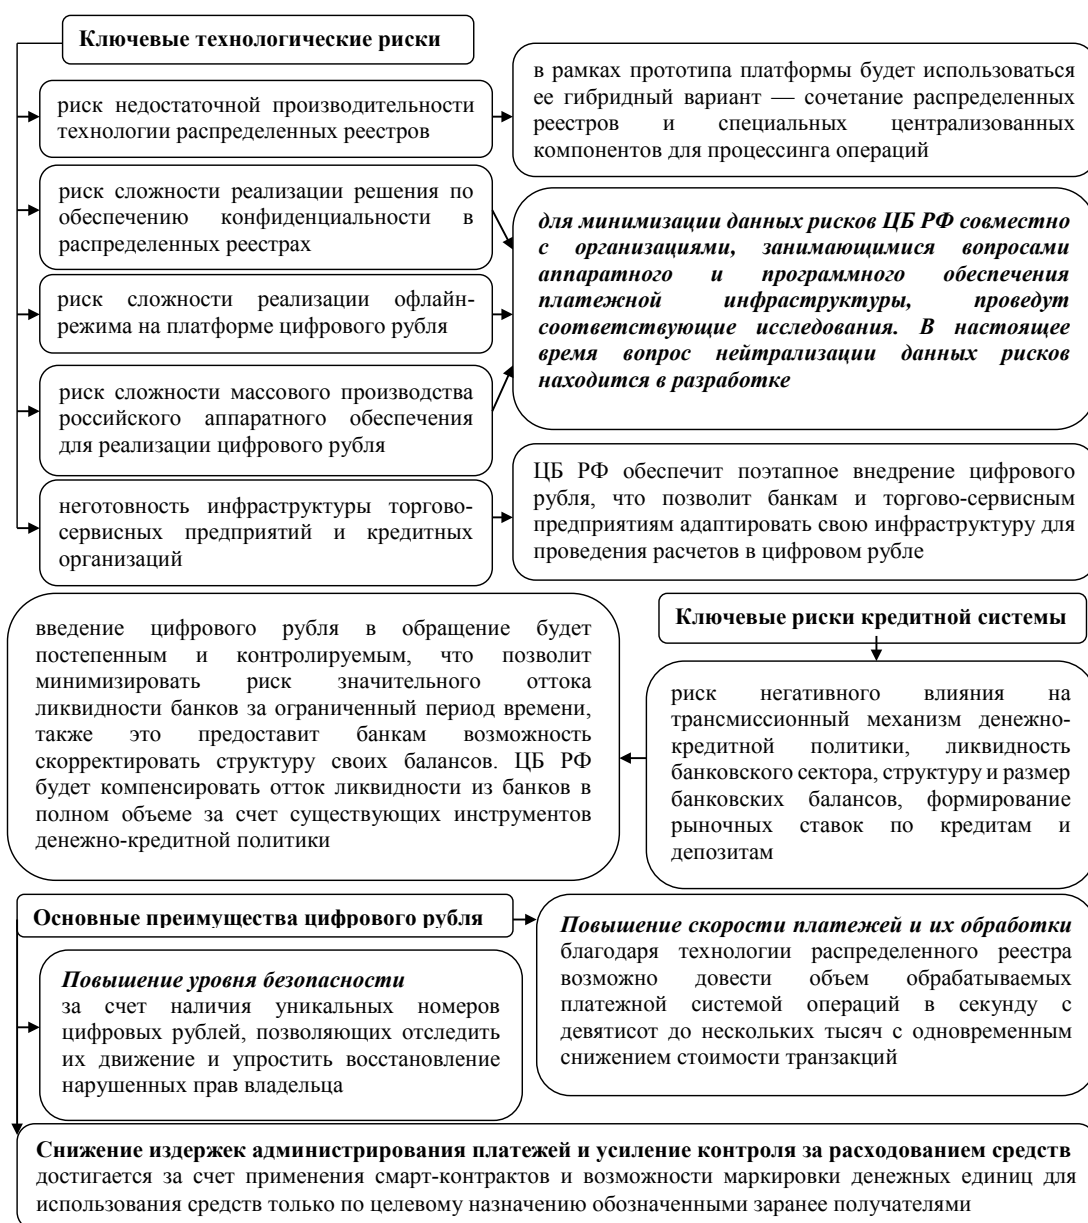 Ключевые технологические риски
риск недостаточной производительности
технологии распределенных реестров
в рамках прототипа платформы будет использоваться
ее гибридный вариант — сочетание распределенных
реестров и специальных централизованных
компонентов для процессинга операций
риск сложности реализации решения по
обеспечению конфиденциальности в
распределенных реестрах
риск сложности реализации офлайн-
режима на платформе цифрового рубля
риск сложности массового производства
российского аппаратного обеспечения
для реализации цифрового рубля
для минимизации данных рисков ЦБ РФ совместно
с организациями, занимающимися вопросами
аппаратного и программного обеспечения
платежной инфраструктуры, проведут
соответствующие исследования. В настоящее
время вопрос нейтрализации данных рисков
находится в разработке
неготовность инфраструктуры торгово-
сервисных предприятий и кредитных
организаций
ЦБ РФ обеспечит поэтапное внедрение цифрового
рубля, что позволит банкам и торгово-сервисным
предприятиям адаптировать свою инфраструктуру для
проведения расчетов в цифровом рубле
Ключевые риски кредитной системы
риск негативного влияния на
трансмиссионный механизм денежно-
кредитной политики, ликвидность
банковского сектора, структуру и размер
банковских балансов, формирование
рыночных ставок по кредитам и
депозитам
введение цифрового рубля в обращение будет
постепенным и контролируемым, что позволит
минимизировать риск значительного оттока
ликвидности банков за ограниченный период времени,
также это предоставит банкам возможность
скорректировать структуру своих балансов. ЦБ РФ
будет компенсировать отток ликвидности из банков в
полном объеме за счет существующих инструментов
денежно-кредитной политики
Основные преимущества цифрового рубля
Повышение скорости платежей и их обработки
благодаря технологии распределенного реестра
возможно довести объем обрабатываемых
платежной системой операций в секунду с
девятисот до нескольких тысяч с одновременным
снижением стоимости транзакций
Повышение уровня безопасности
за счет наличия уникальных номеров
цифровых рублей, позволяющих отследить
их движение и упростить восстановление
нарушенных прав владельца
Снижение издержек администрирования платежей и усиление контроля за расходованием средств
достигается за счет применения смарт-контрактов и возможности маркировки денежных единиц для
использования средств только по целевому назначению обозначенными заранее получателями